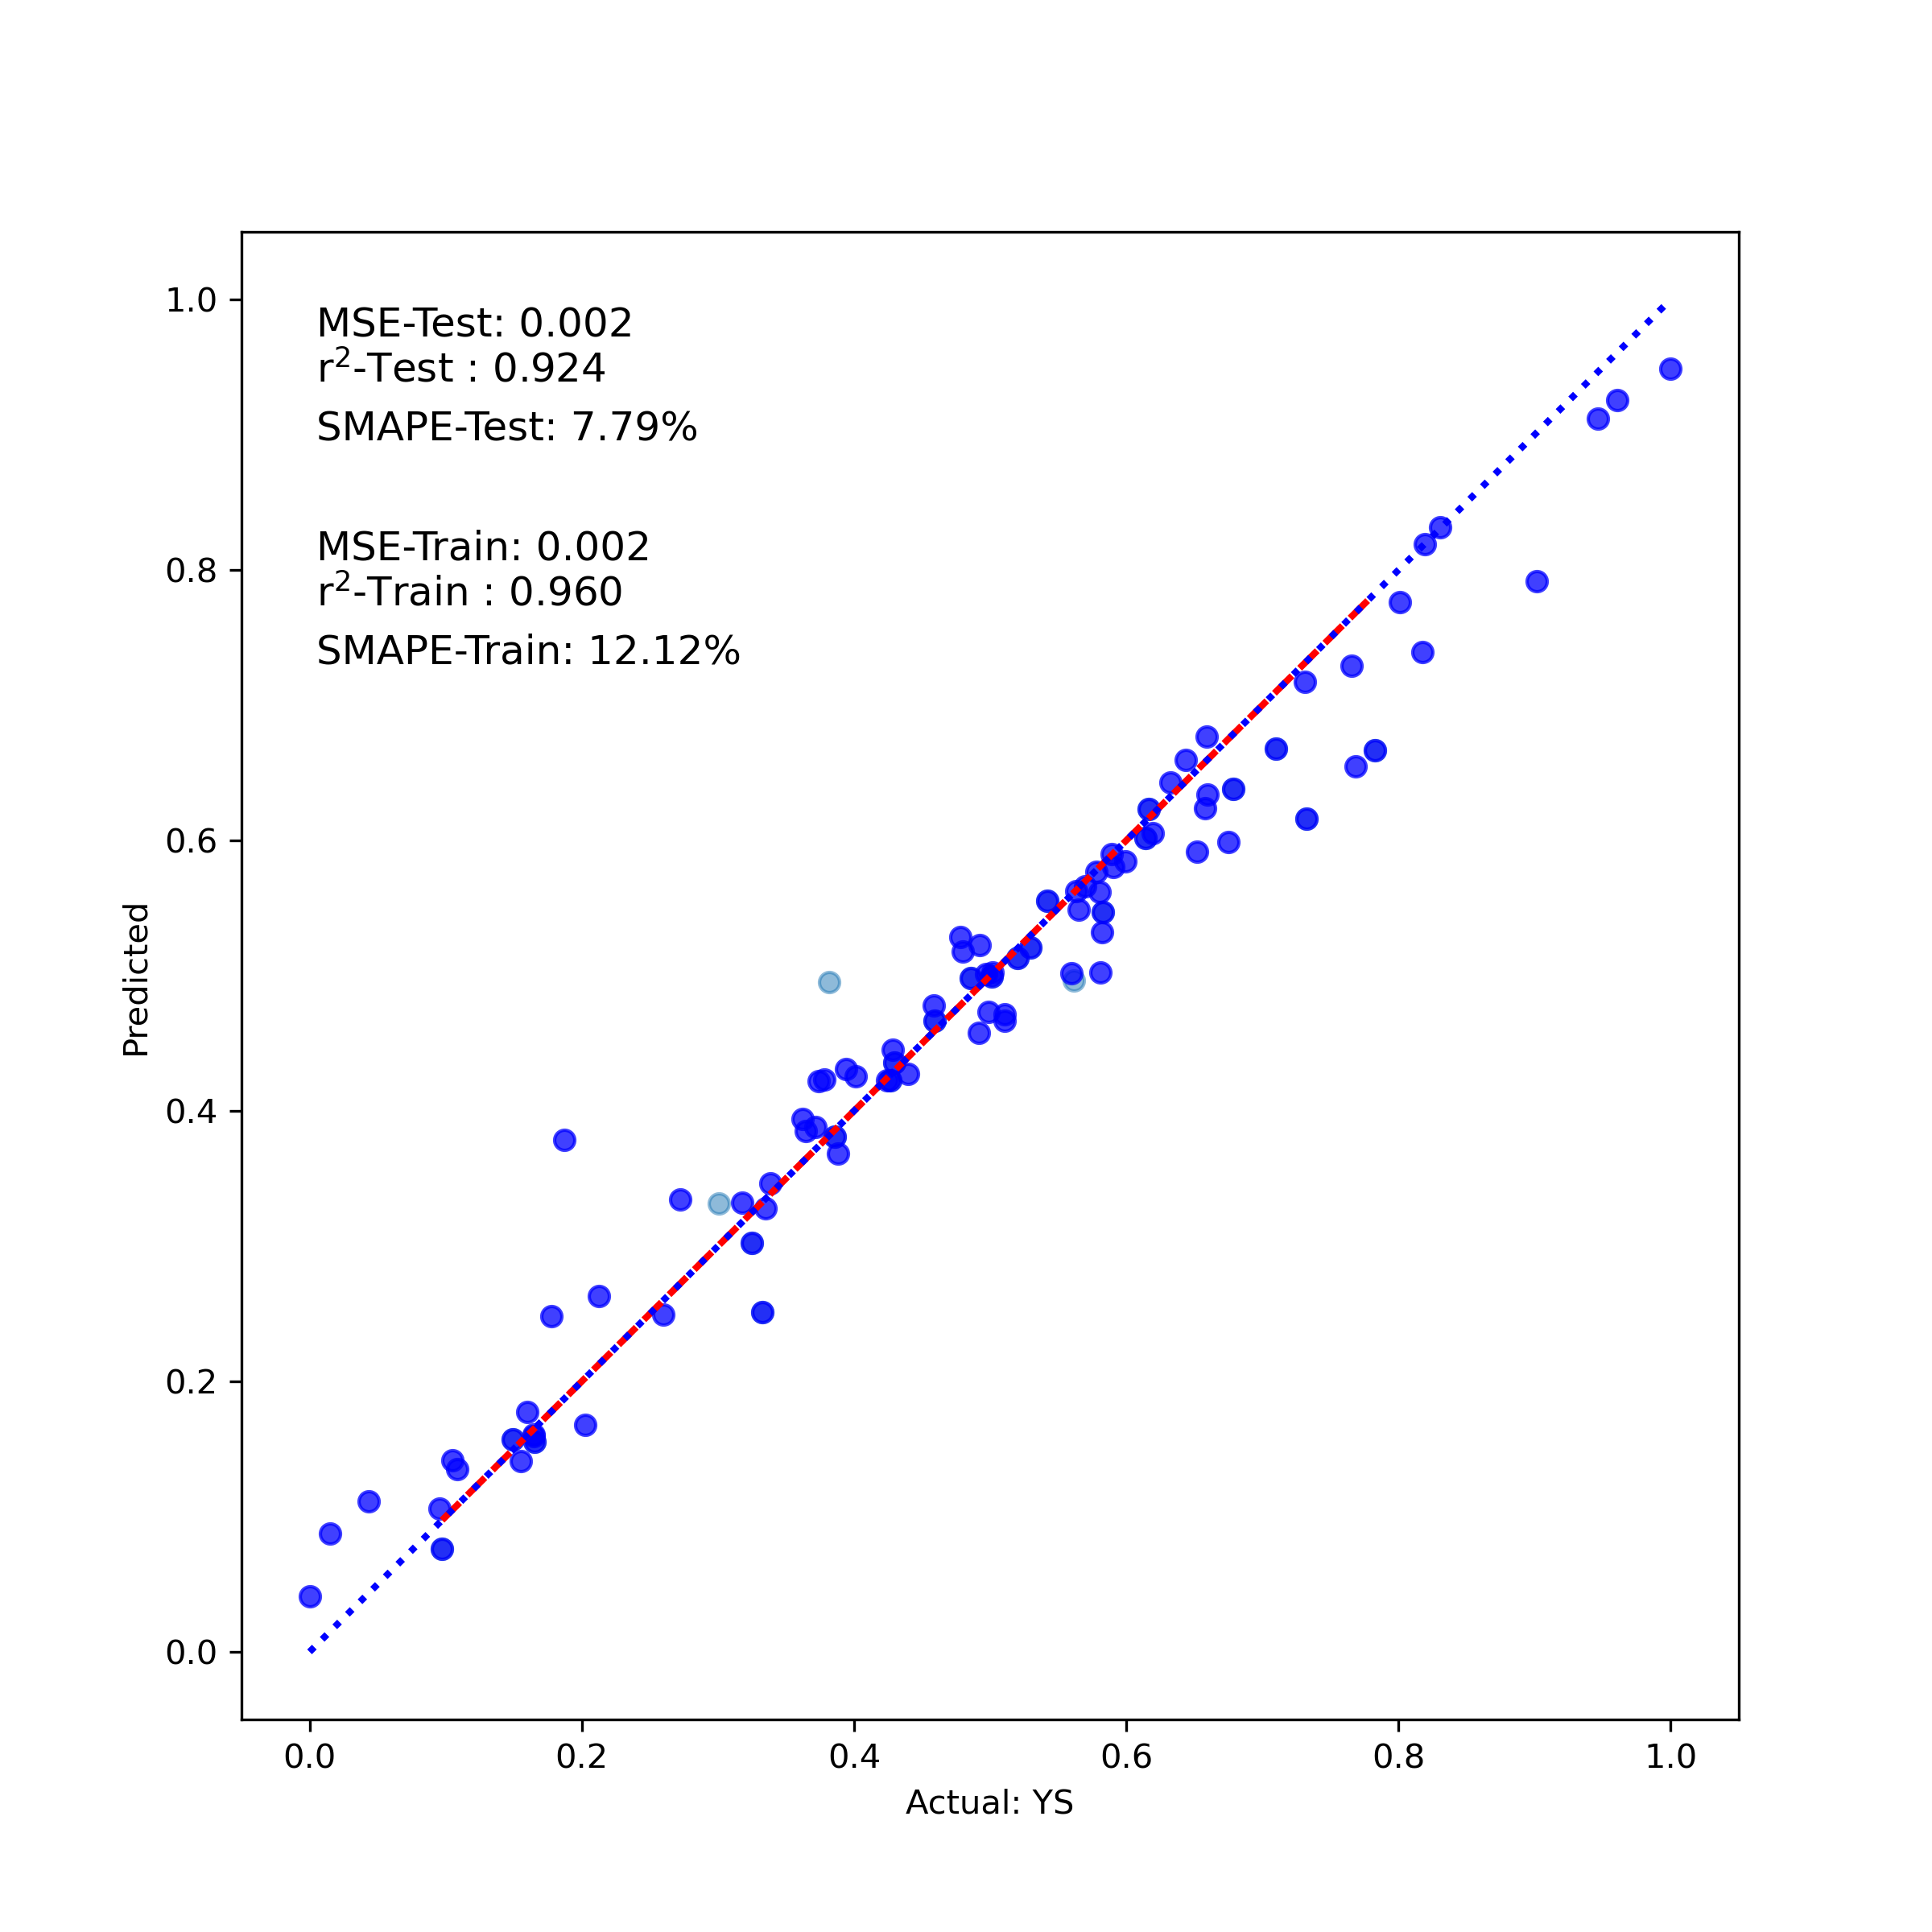 MSE-Test: 0.002
r²-Test : 0.924
SMAPE-Test: 7.79%
MSE-Train: 0.002
r²-Train : 0.960
SMAPE-Train: 12.12%
1.0
0.8
0.6
0.4
0.2
0.0
Predicted
0.0 0.2 0.4 0.6 0.8 1.0
Actual: YS